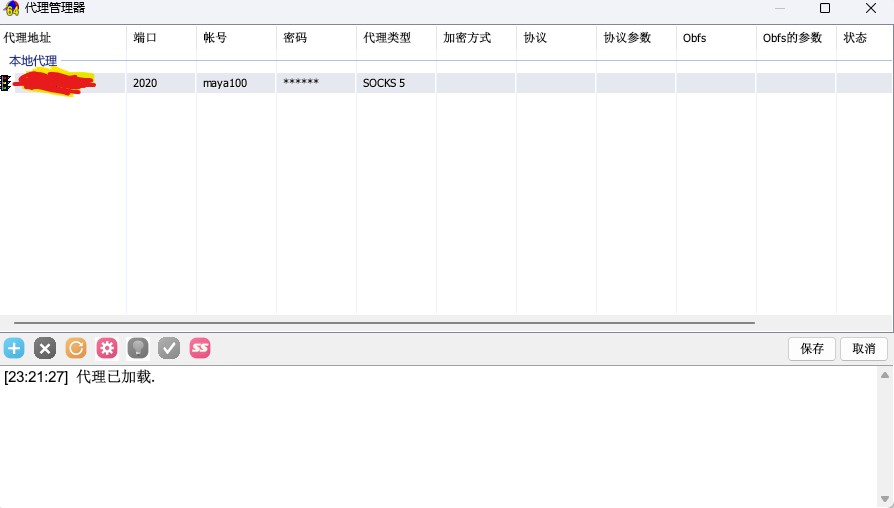 代理管理器
代理地址 端口 帐号 密码 代理类型 加密方式 协议 协议参数 Obfs Obfs的参数 状态
本地代理
2020 maya100 ****** SOCKS 5
SS
保存 取消
[23:21:27] 代理已加载.